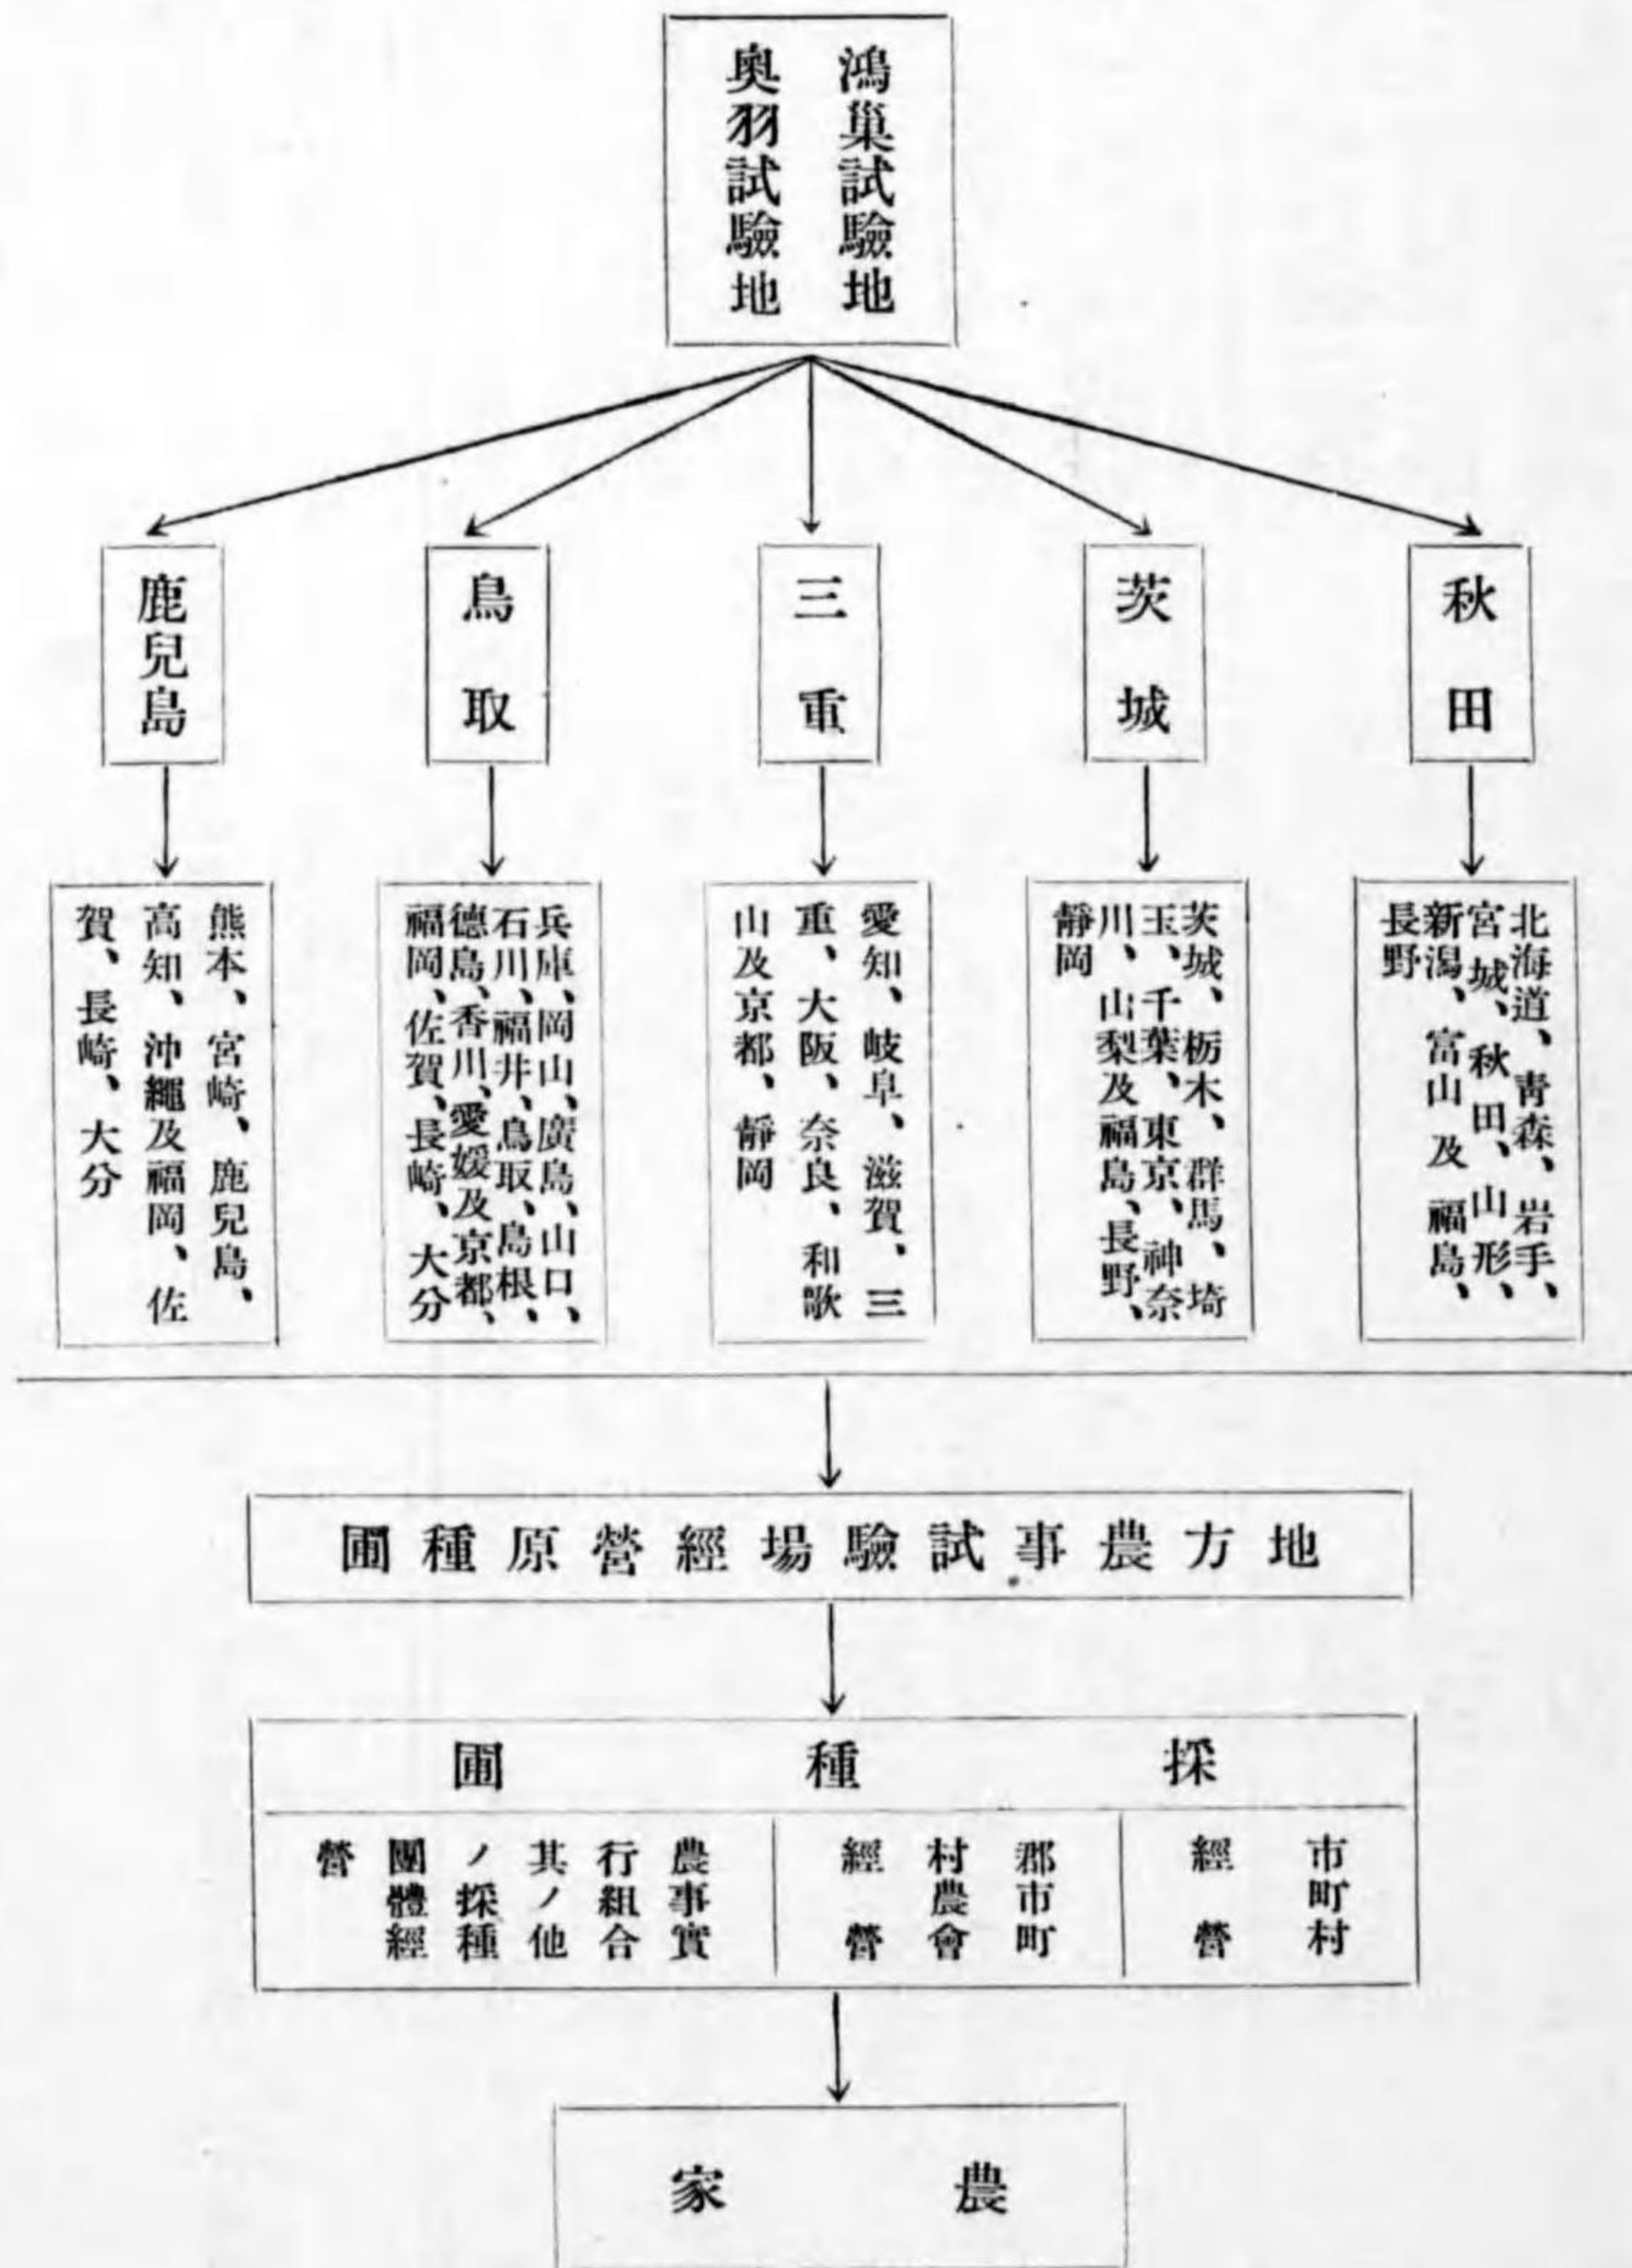 鴻巢試驗地
奧羽試驗地
秋田
茨城
三重
鳥取
鹿兒島
北海道、靑森、岩手、
宮城、秋田、山形、
新潟、富山及福島、
長野
茨城、栃木、群馬、埼
玉、千葉、東京、神奈
川、山梨及福島、長野、
靜岡
愛知、岐阜、滋賀、三
重、大阪、奈良、和歌
山及京都、靜岡
兵庫、岡山、廣島、山口、
石川、福井、鳥取、島根、
德島、香川、愛媛及京都、
福岡、佐賀、長崎、大分
熊本、宮崎、鹿兒島、
高知、沖繩及福岡、佐
賀、長崎、大分
地方農事試驗場經營原種圃
採種圃
市町村
經營
郡市町
村農會
經營
農事實
行組合
其ノ他
ノ採種
團體經
營
農家